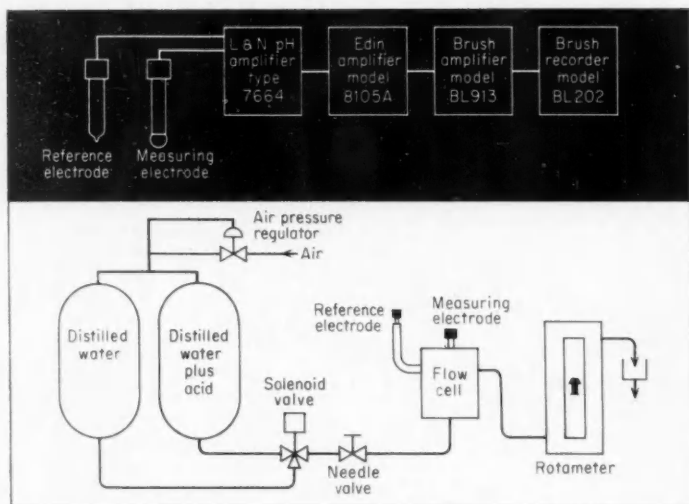 L & N pH
amplifier
type
7664
Edin
amplifier
model
8105A
Brush
amplifier
model
BL913
Brush
recorder
model
BL202
Reference
electrode
Measuring
electrode
Air pressure
regulator
Air
Distilled
water
Distilled
water
plus
acid
Solenoid
valve
Needle
valve
Reference
electrode
Measuring
electrode
Flow
cell
Rotameter